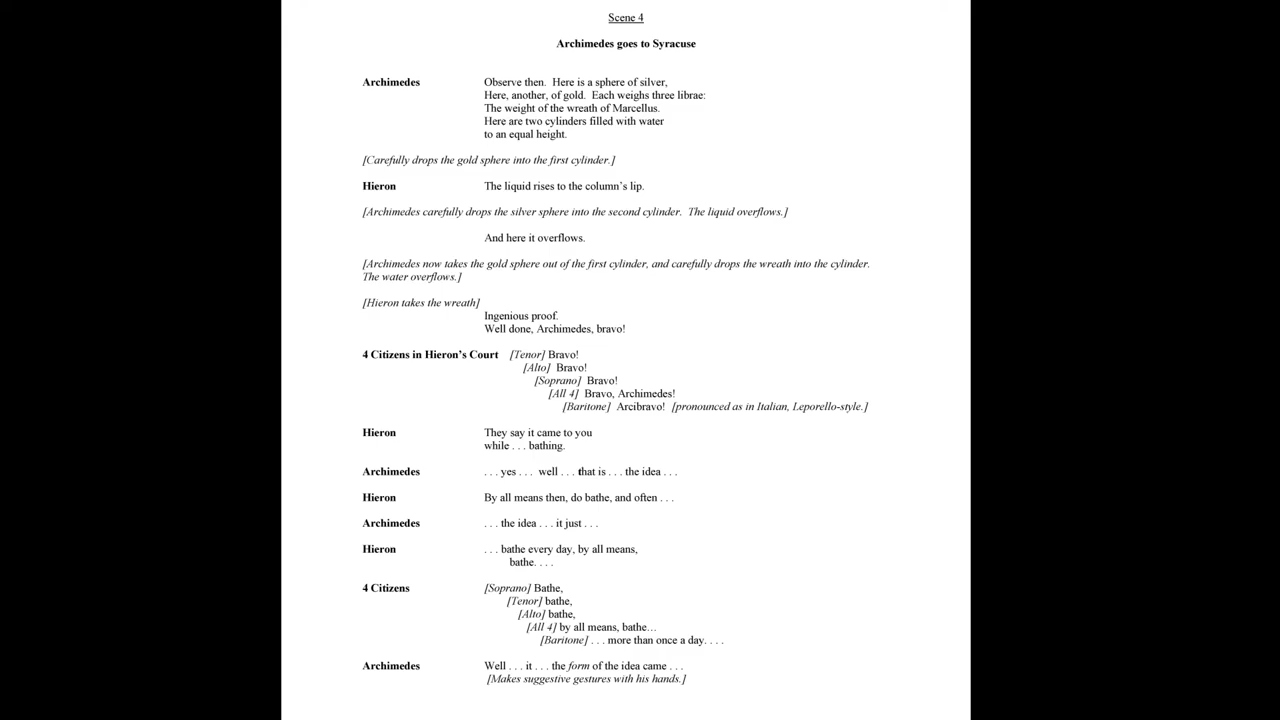 Scene 4
Archimedes goes to Syracuse
Archimedes Observe then. Here is a sphere of silver,
Here, another, of gold. Each weighs three librae:
The weight of the wreath of Marcellus.
Here are two cylinders filled with water
to an equal height.
[Carefully drops the gold sphere into the first cylinder.]
Hieron The liquid rises to the column’s lip.
[Archimedes carefully drops the silver sphere into the second cylinder. The liquid overflows.]
And here it overflows.
[Archimedes now takes the gold sphere out of the first cylinder, and carefully drops the wreath into the cylinder.
The water overflows.]
[Hieron takes the wreath]
Ingenious proof.
Well done, Archimedes, bravo!
4 Citizens in Hieron’s Court [Tenor] Bravo!
[Alto] Bravo!
[Soprano] Bravo!
[All 4] Bravo, Archimedes!
[Baritone] Arcibravo! [pronounced as in Italian, Leporello-style.]
Hieron They say it came to you
while . . . bathing.
Archimedes . . . yes . . . well . . . that is . . . the idea . . .
Hieron By all means then, do bathe, and often . . .
Archimedes . . . the idea . . . it just . . .
Hieron . . . bathe every day, by all means,
bathe. . . .
4 Citizens [Soprano] Bathe,
[Tenor] bathe,
[Alto] bathe,
[All 4] by all means, bathe…
[Baritone] . . . more than once a day. . . .
Archimedes Well . . . it . . . the form of the idea came . . .
[Makes suggestive gestures with his hands.]